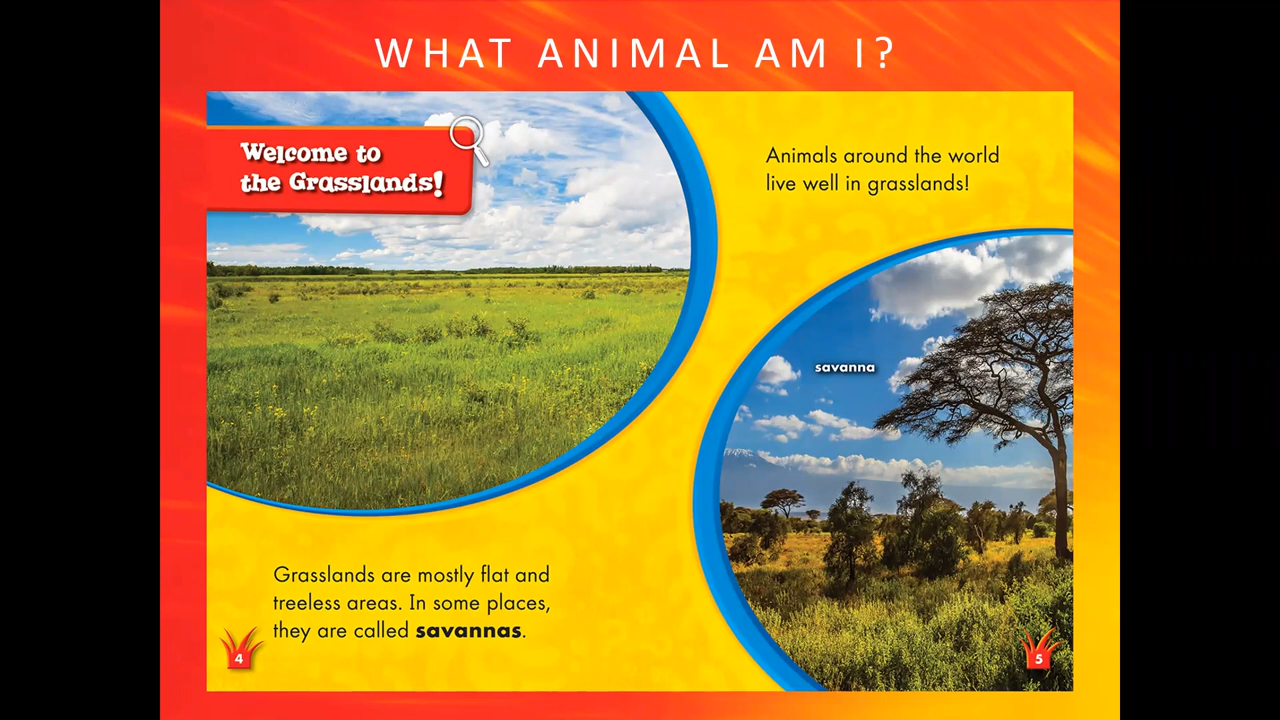 WHAT ANIMAL AM I?
Welcome to
the Grasslands!
Grasslands are mostly flat and
treeless areas. In some places,
they are called savannas.
4
Animals around the world
live well in grasslands!
savanna
5